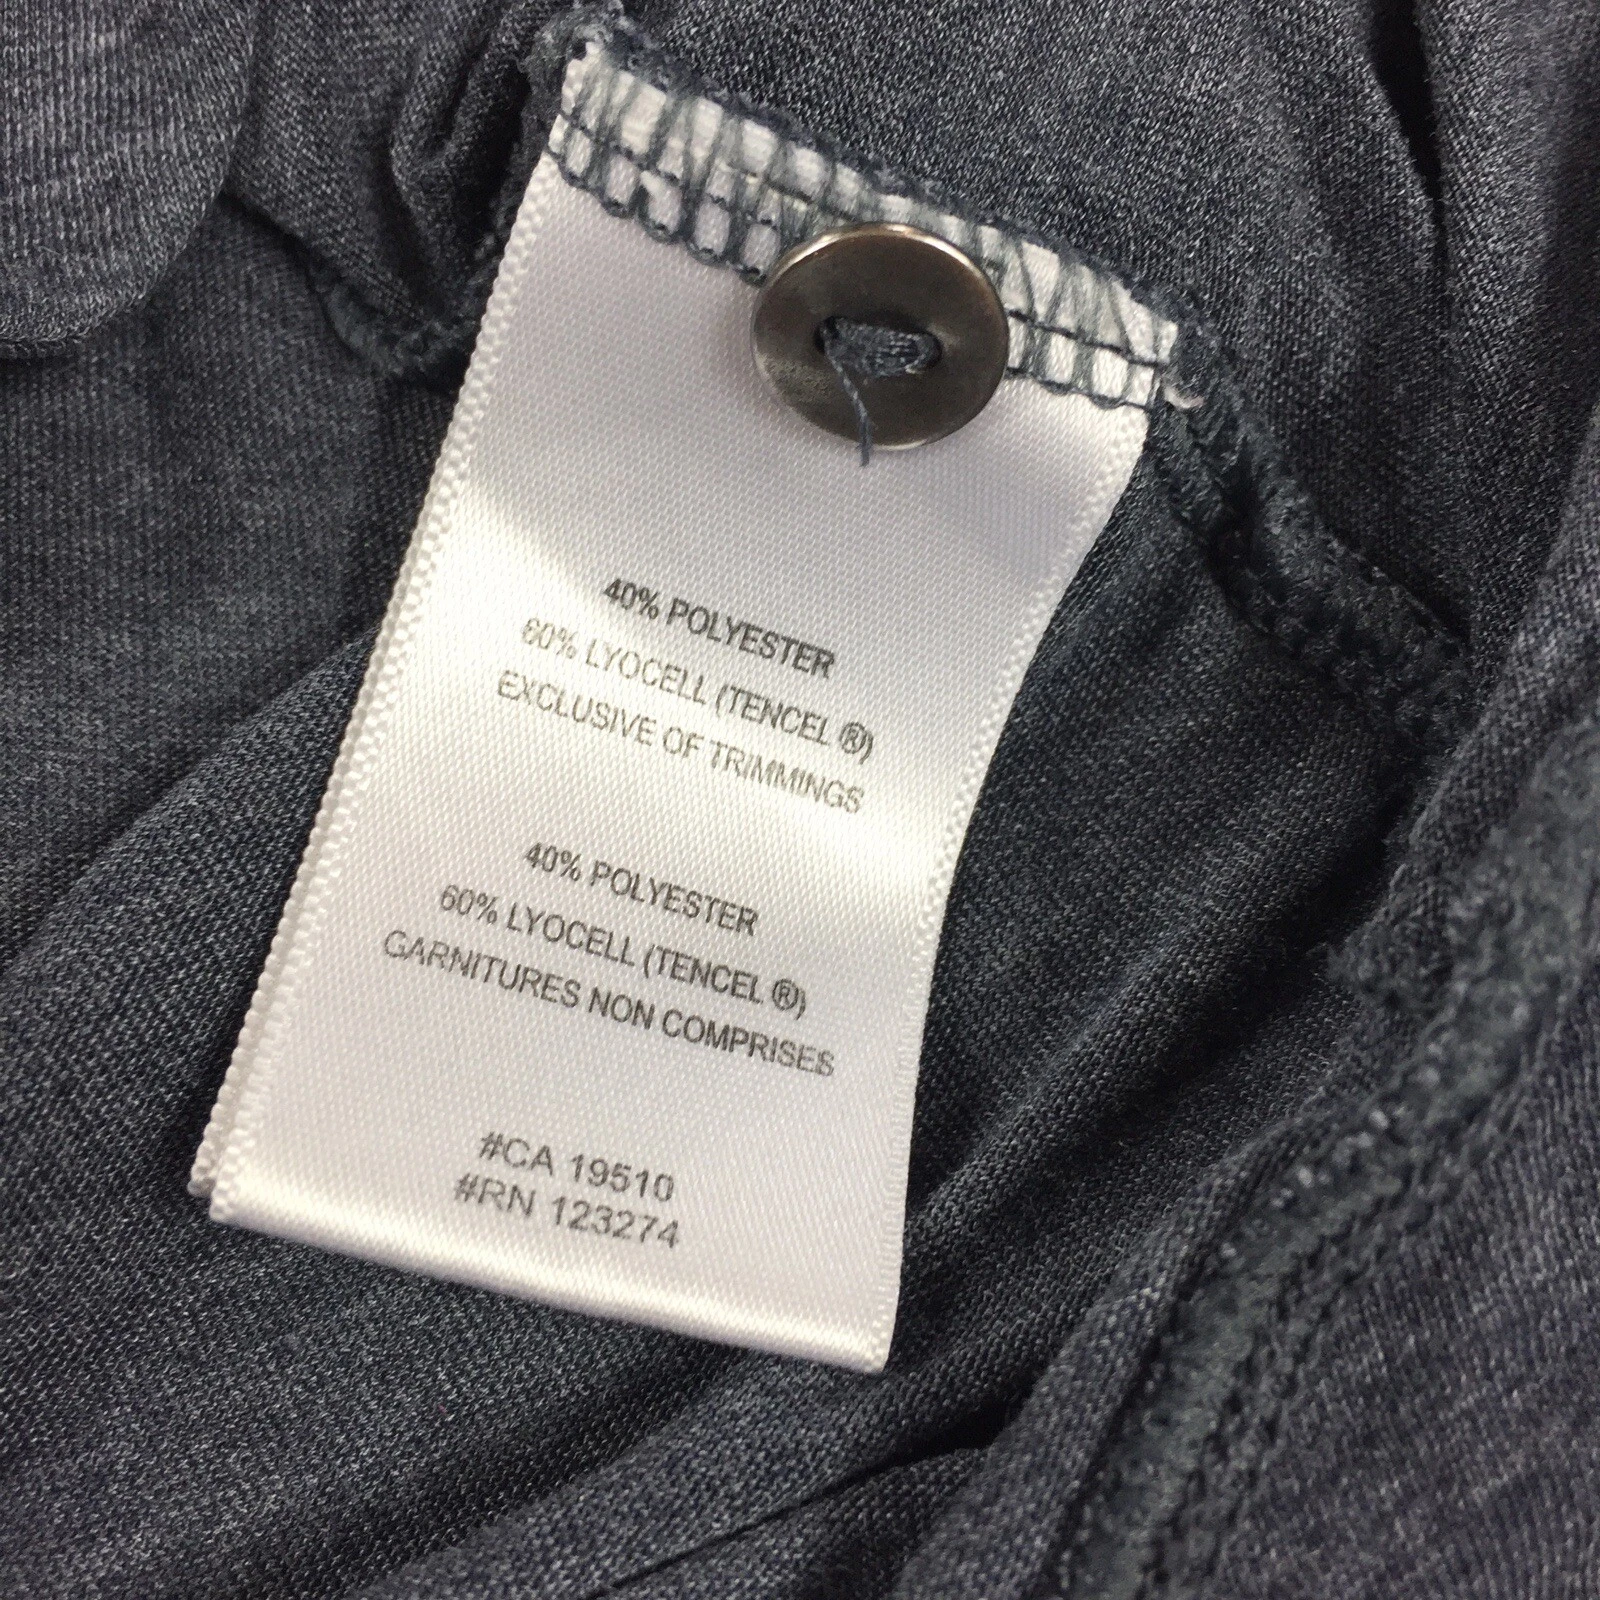 40% POLYESTER
60% LYOCELL (TENCEL ®)
EXCLUSIVE OF TRIMMINGS
40% POLYESTER
60% LYOCELL (TENCEL ®)
GARNITURES NON COMPRISES
#CA 19510
#RN 123274